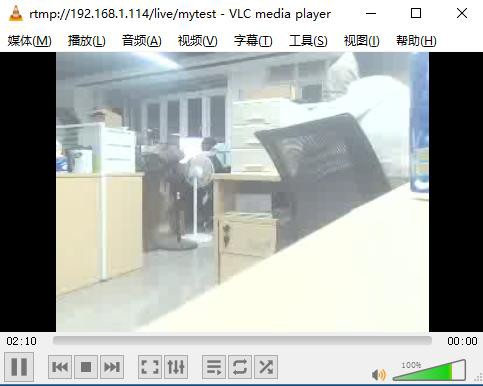 rtmp://192.168.1.114/live/mytest - VLC media player
媒体(M) 播放(L) 音频(A) 视频(V) 字幕(T) 工具(S) 视图(I) 帮助(H)
02:10 00:00
100%